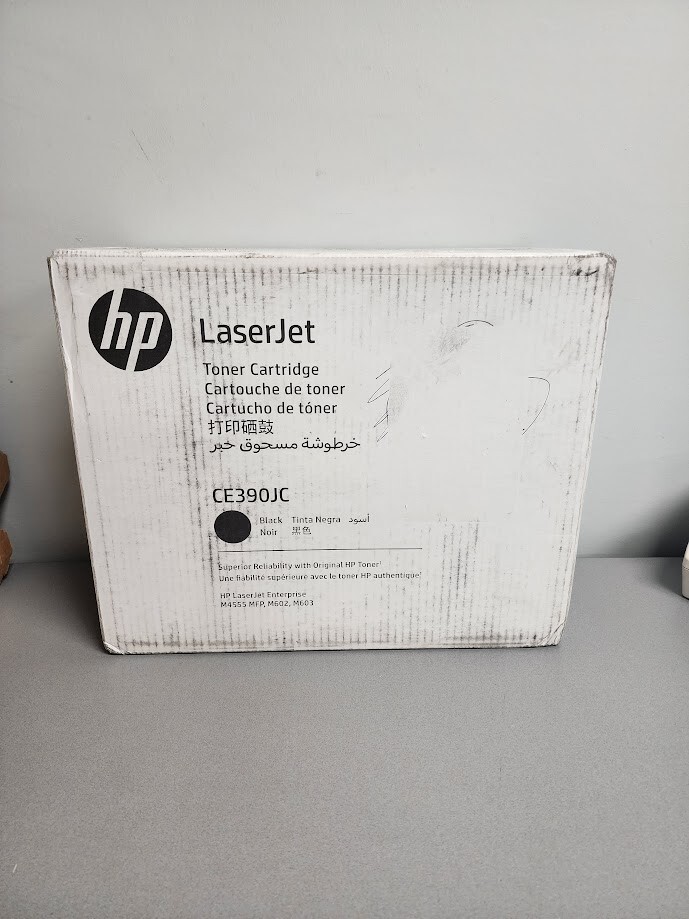 hp
LaserJet
Toner Cartridge
Cartouche de toner
Cartucho de tóner
打印硒鼓
خرطوشة مسحوق حبر
CE390JC
Black Tinta Negra أسود
Noir 黑色
Superior Reliability with Original HP Toner¹
Une fiabilité supérieure avec le toner HP authentique¹
HP LaserJet Enterprise
M4555 MFP, M602, M603